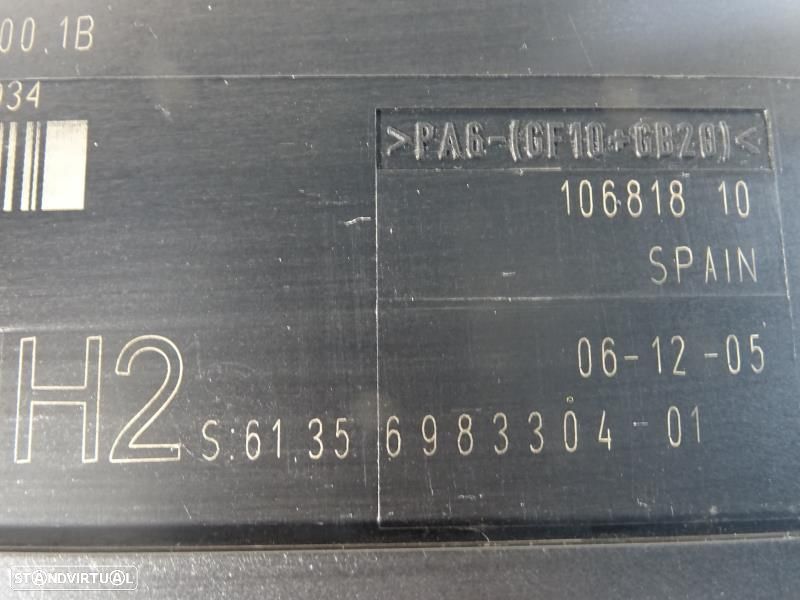 00.1B
034
>PA6-(GF10+GB20)<
106818 10
SPAIN
06-12-05
H2
S:61.35 6983304-01
STANDVIRTUAL